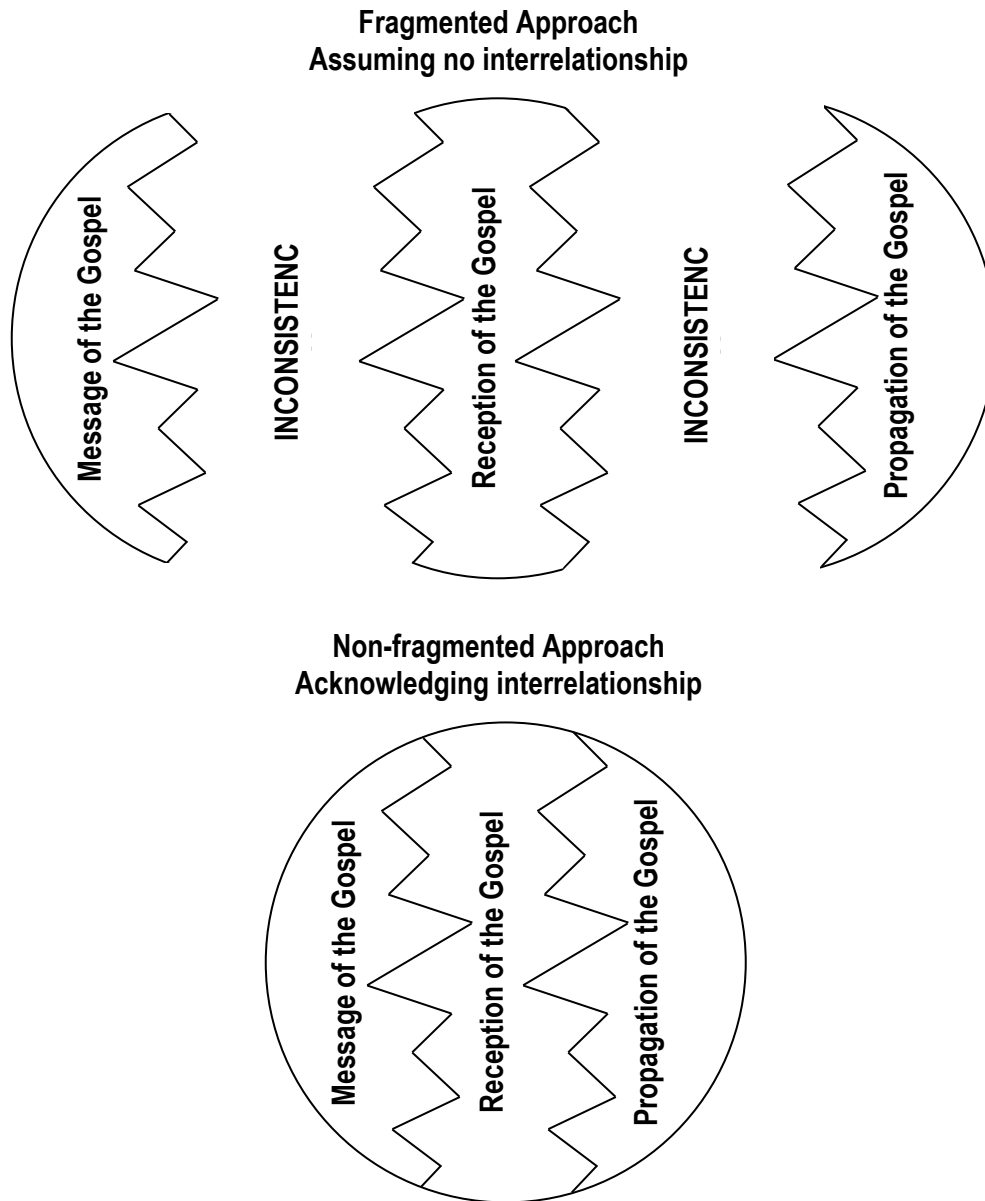 Fragmented Approach
Assuming no interrelationship
Message of the Gospel
INCONSISTENC
Reception of the Gospel
INCONSISTENC
Propagation of the Gospel
Non-fragmented Approach
Acknowledging interrelationship
Message of the Gospel
Reception of the Gospel
Propagation of the Gospel